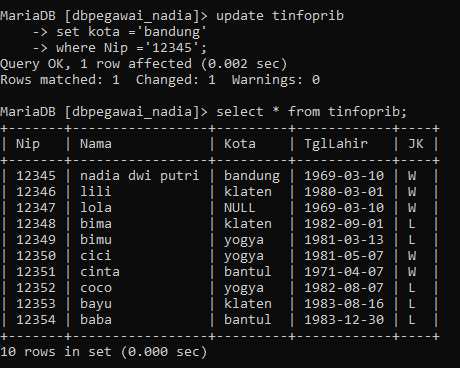 MariaDB [dbpegawai_nadia]> update tinfoprib
    -> set kota ='bandung'
    -> where Nip ='12345';
Query OK, 1 row affected (0.002 sec)
Rows matched: 1  Changed: 1  Warnings: 0

MariaDB [dbpegawai_nadia]> select * from tinfoprib;
+-------+------------------+---------+------------+----+
| Nip   | Nama             | Kota    | TglLahir   | JK |
+-------+------------------+---------+------------+----+
| 12345 | nadia dwi putri | bandung | 1969-03-10 | W  |
| 12346 | lili             | klaten  | 1980-03-01 | W  |
| 12347 | lola             | NULL    | 1969-03-10 | W  |
| 12348 | bima             | klaten  | 1982-09-01 | L  |
| 12349 | bimu             | yogya   | 1981-03-13 | L  |
| 12350 | cici             | yogya   | 1981-05-07 | W  |
| 12351 | cinta            | bantul  | 1971-04-07 | W  |
| 12352 | coco             | yogya   | 1982-08-07 | L  |
| 12353 | bayu             | klaten  | 1983-08-16 | L  |
| 12354 | baba             | bantul  | 1983-12-30 | L  |
+-------+------------------+---------+------------+----+
10 rows in set (0.000 sec)